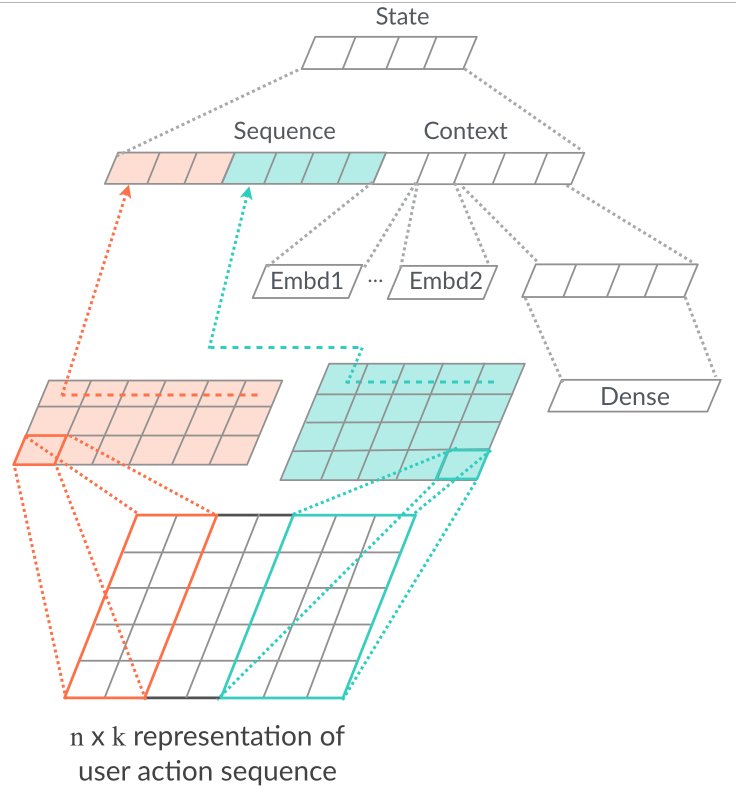 State
Sequence
Context
Embd1
...
Embd2
Dense
n x k representation of
user action sequence